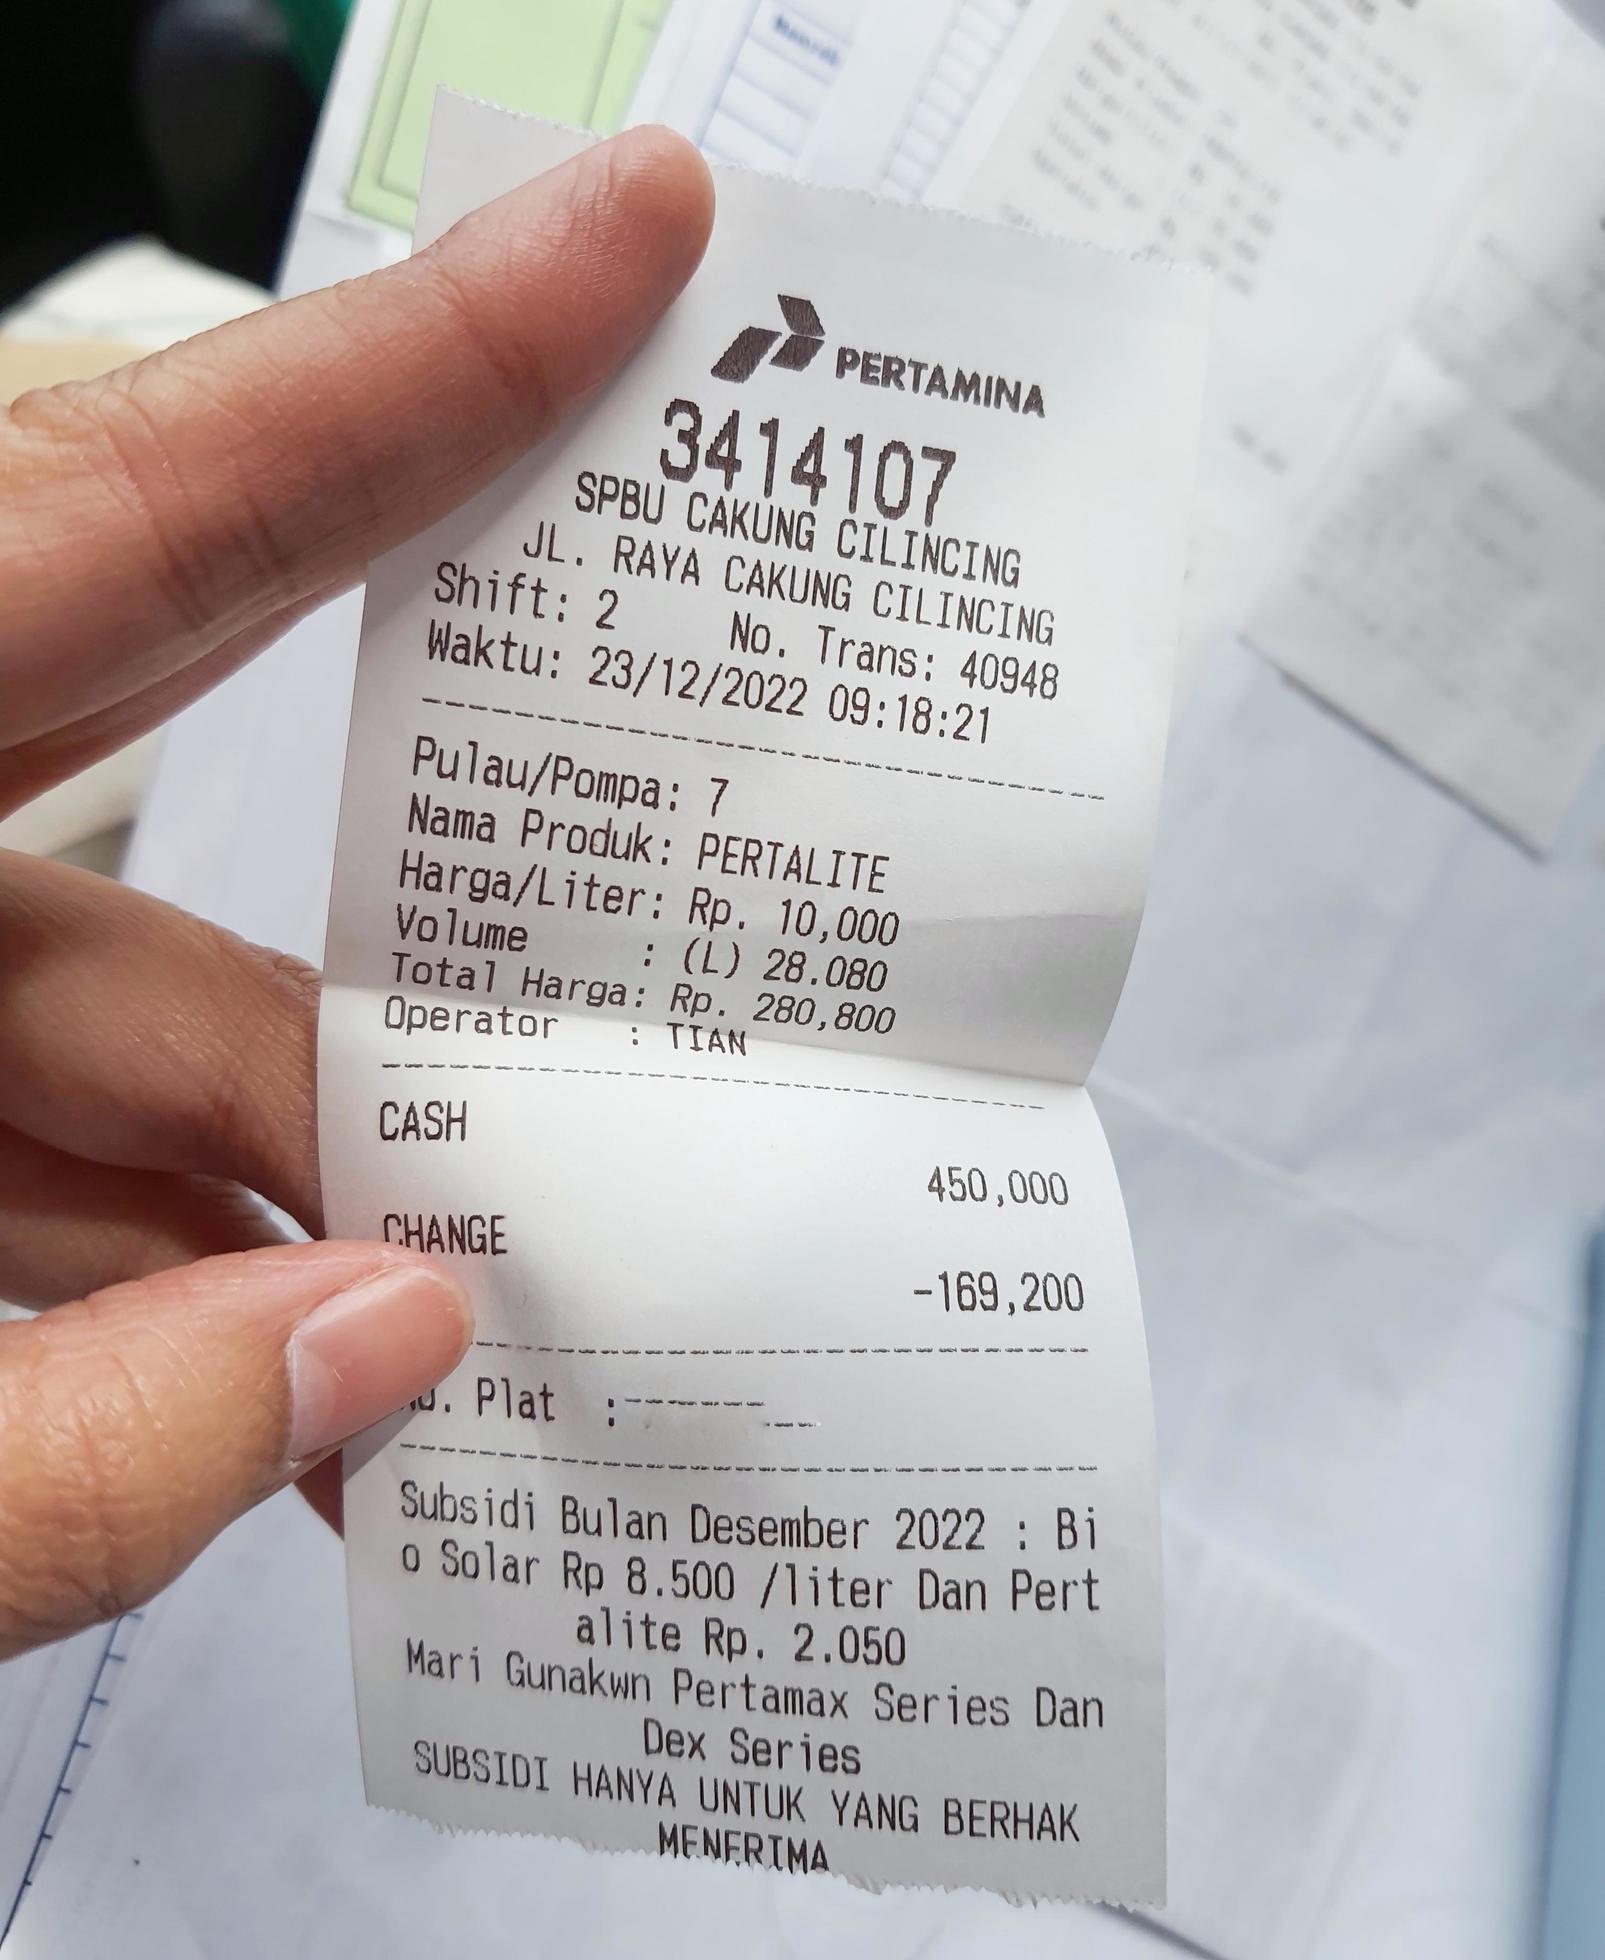 PERTAMINA
3414107
SPBU CAKUNG CILINCING
JL. RAYA CAKUNG CILINCING
Shift: 2 No. Trans: 40948
Waktu: 23/12/2022 09:18:21
Pulau/Pompa: 7
Nama Produk: PERTALITE
Harga/Liter: Rp. 10,000
Volume : (L) 28.080
Total Harga: Rp. 280,800
Operator : TIAN
CASH
450,000
CHANGE
-169,200
Plat :
Subsidi Bulan Desember 2022 : Bi
o Solar Rp 8.500 /liter Dan Pert
alite Rp. 2.050
Mari Gunakwn Pertamax Series Dan
Dex Series
SUBSIDI HANYA UNTUK YANG BERHAK
MENERIMA